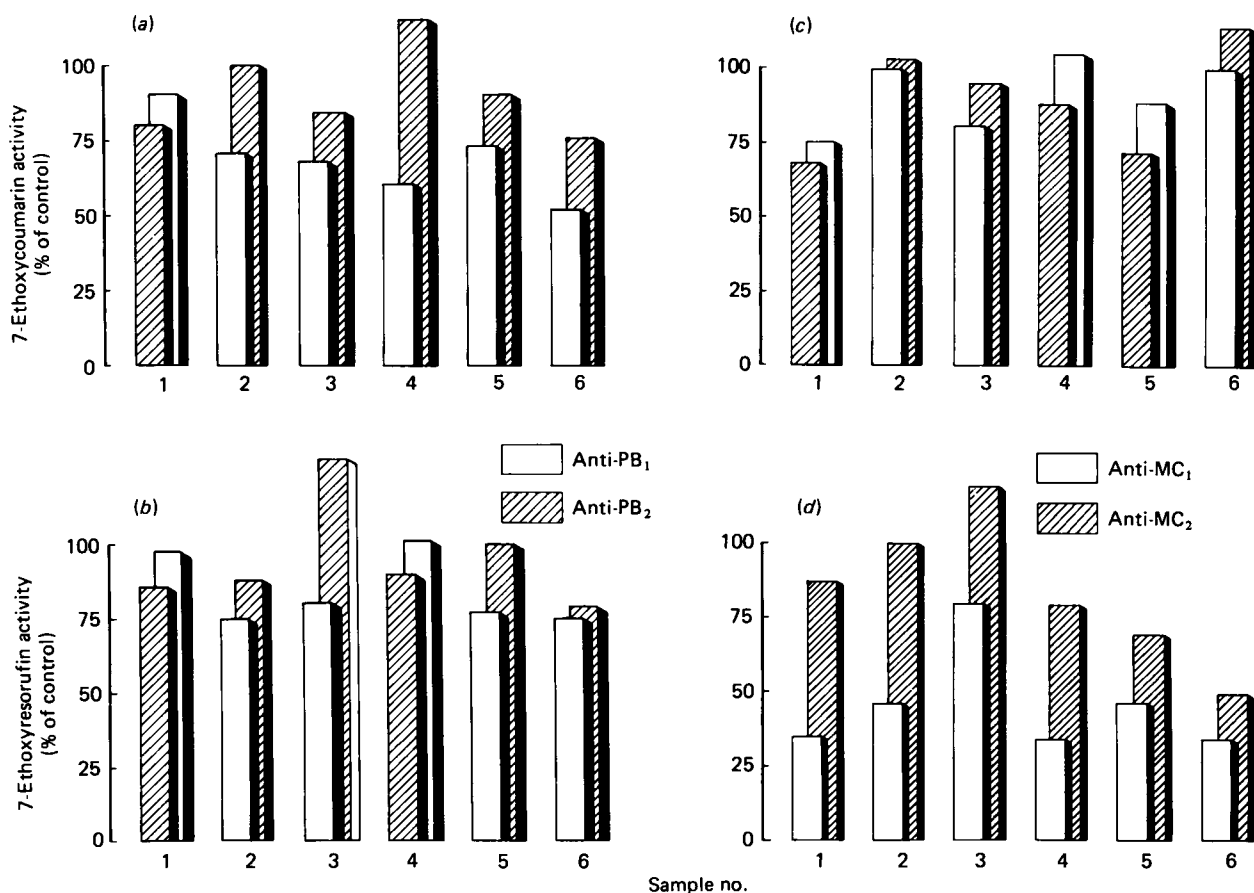 (a)
100
75
50
25
0
7-Ethoxycoumarin activity
(% of control)
1 2 3 4 5 6
(c)
100
75
50
25
0
1 2 3 4 5 6
Anti-PB₁
Anti-PB₂
(b)
100
75
50
25
0
7-Ethoxyresorufin activity
(% of control)
1 2 3 4 5 6
Anti-MC₁
Anti-MC₂
(d)
100
75
50
25
0
1 2 3 4 5 6
Sample no.